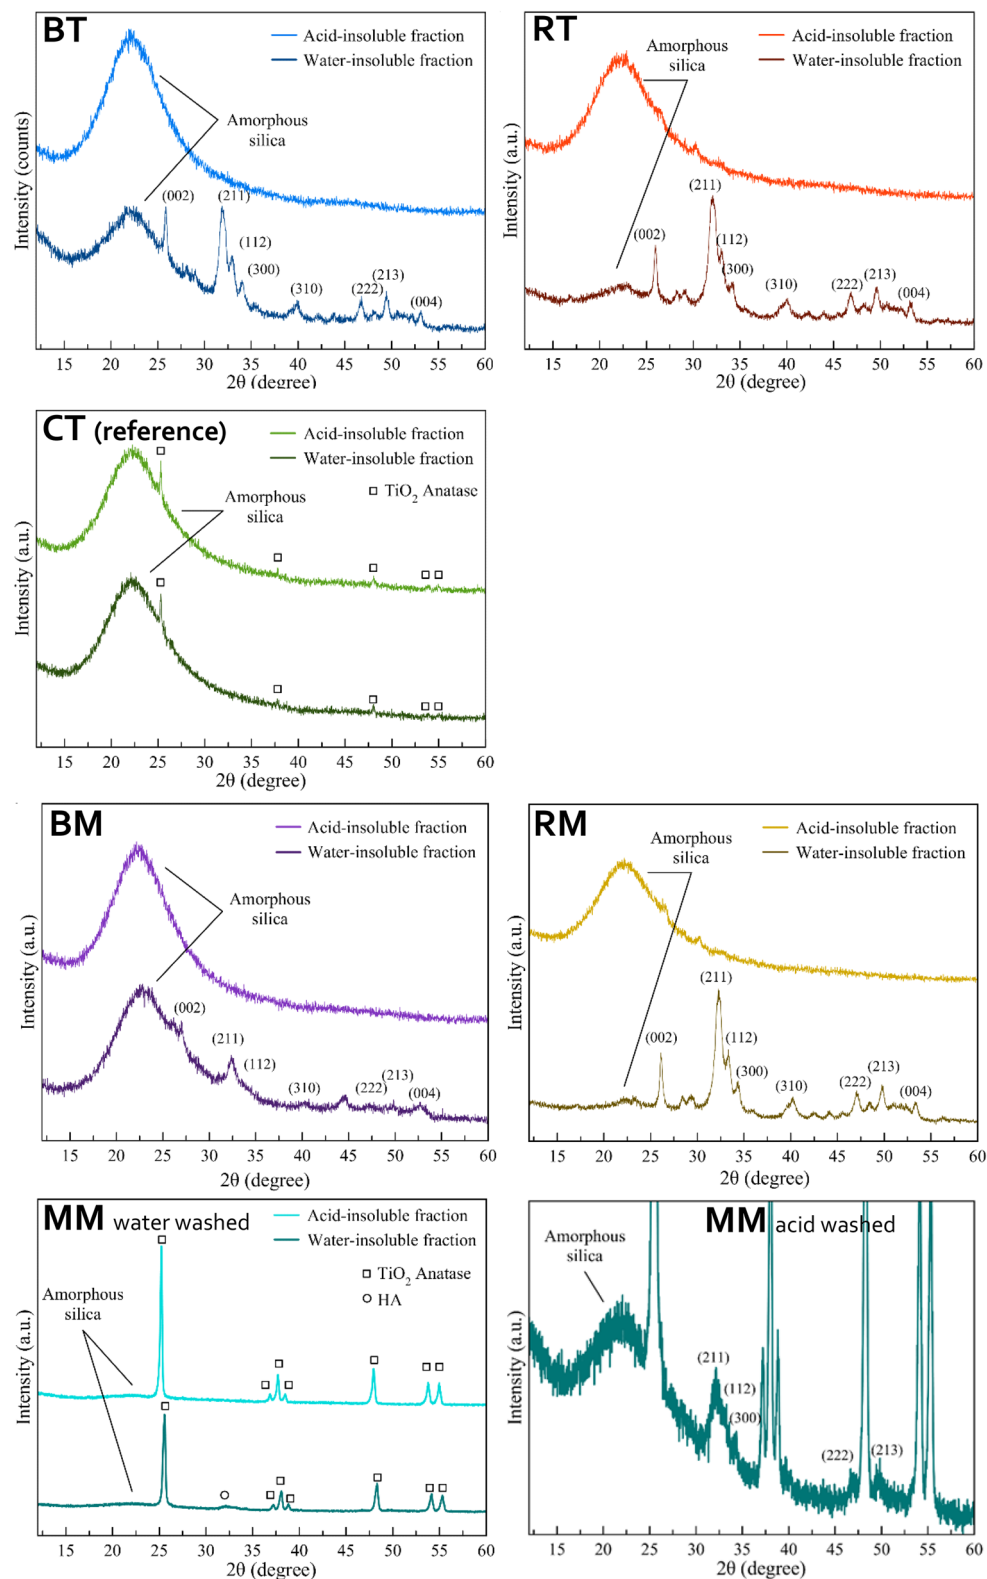 BT
Acid-insoluble fraction
Water-insoluble fraction
Amorphous
silica
(002)
(211)
(112)
(300)
(310)
(222)
(213)
(004)
Intensity (counts)
15 20 25 30 35 40 45 50 55 60
2θ (degree)
RT
Acid-insoluble fraction
Water-insoluble fraction
Amorphous
silica
(002)
(211)
(112)
(300)
(310)
(222)
(213)
(004)
Intensity (a.u.)
15 20 25 30 35 40 45 50 55 60
2θ (degree)
CT (reference)
Acid-insoluble fraction
Water-insoluble fraction
TiO2 Anatase
Amorphous
silica
Intensity (a.u.)
15 20 25 30 35 40 45 50 55 60
2θ (degree)
BM
Acid-insoluble fraction
Water-insoluble fraction
Amorphous
silica
(002)
(211)
(112)
(310)
(222)
(213)
(004)
Intensity (a.u.)
15 20 25 30 35 40 45 50 55 60
2θ (degree)
RM
Acid-insoluble fraction
Water-insoluble fraction
Amorphous
silica
(002)
(211)
(112)
(300)
(310)
(222)
(213)
(004)
Intensity (a.u.)
15 20 25 30 35 40 45 50 55 60
2θ (degree)
MM water washed
Acid-insoluble fraction
Water-insoluble fraction
TiO2 Anatase
HA
Amorphous
silica
Intensity (a.u.)
15 20 25 30 35 40 45 50 55 60
2θ (degree)
MM acid washed
Amorphous
silica
(211)
(112)
(300)
(222)
(213)
Intensity (a.u.)
15 20 25 30 35 40 45 50 55 60
2θ (degree)